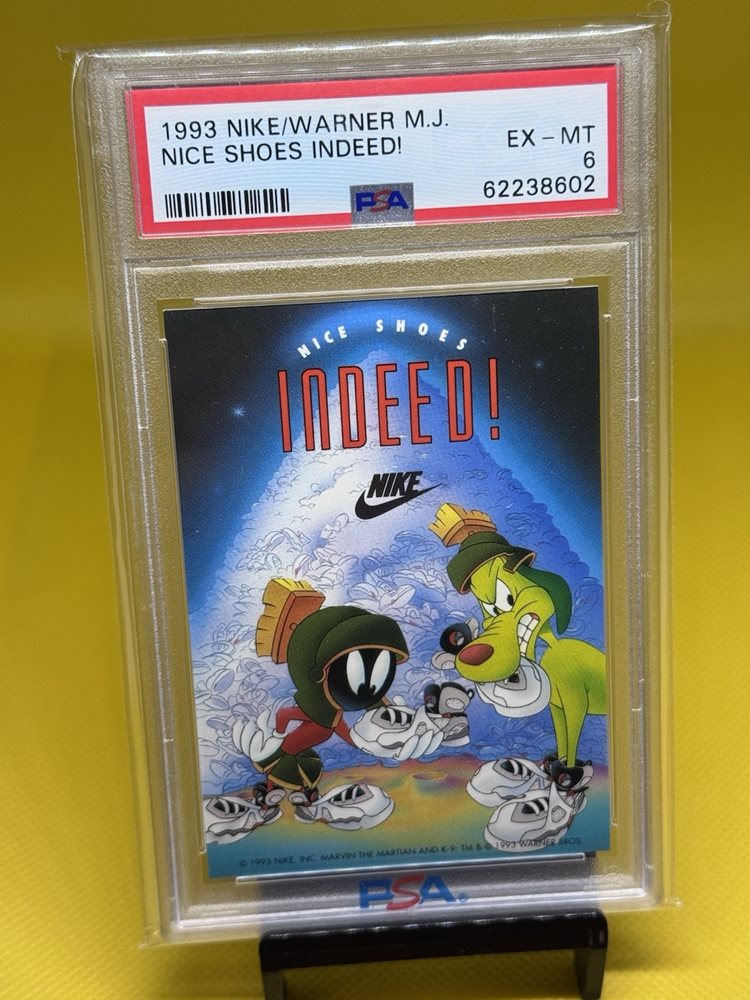 1993 NIKE/WARNER M.J.
NICE SHOES INDEED!
EX – MT
6
62238602
PSA
NICE SHOES
INDEED!
NIKE
© 1993 NIKE, INC. MARVIN THE MARTIAN AND K-9: TM & © 1993 WARNER BROS.
PSA®